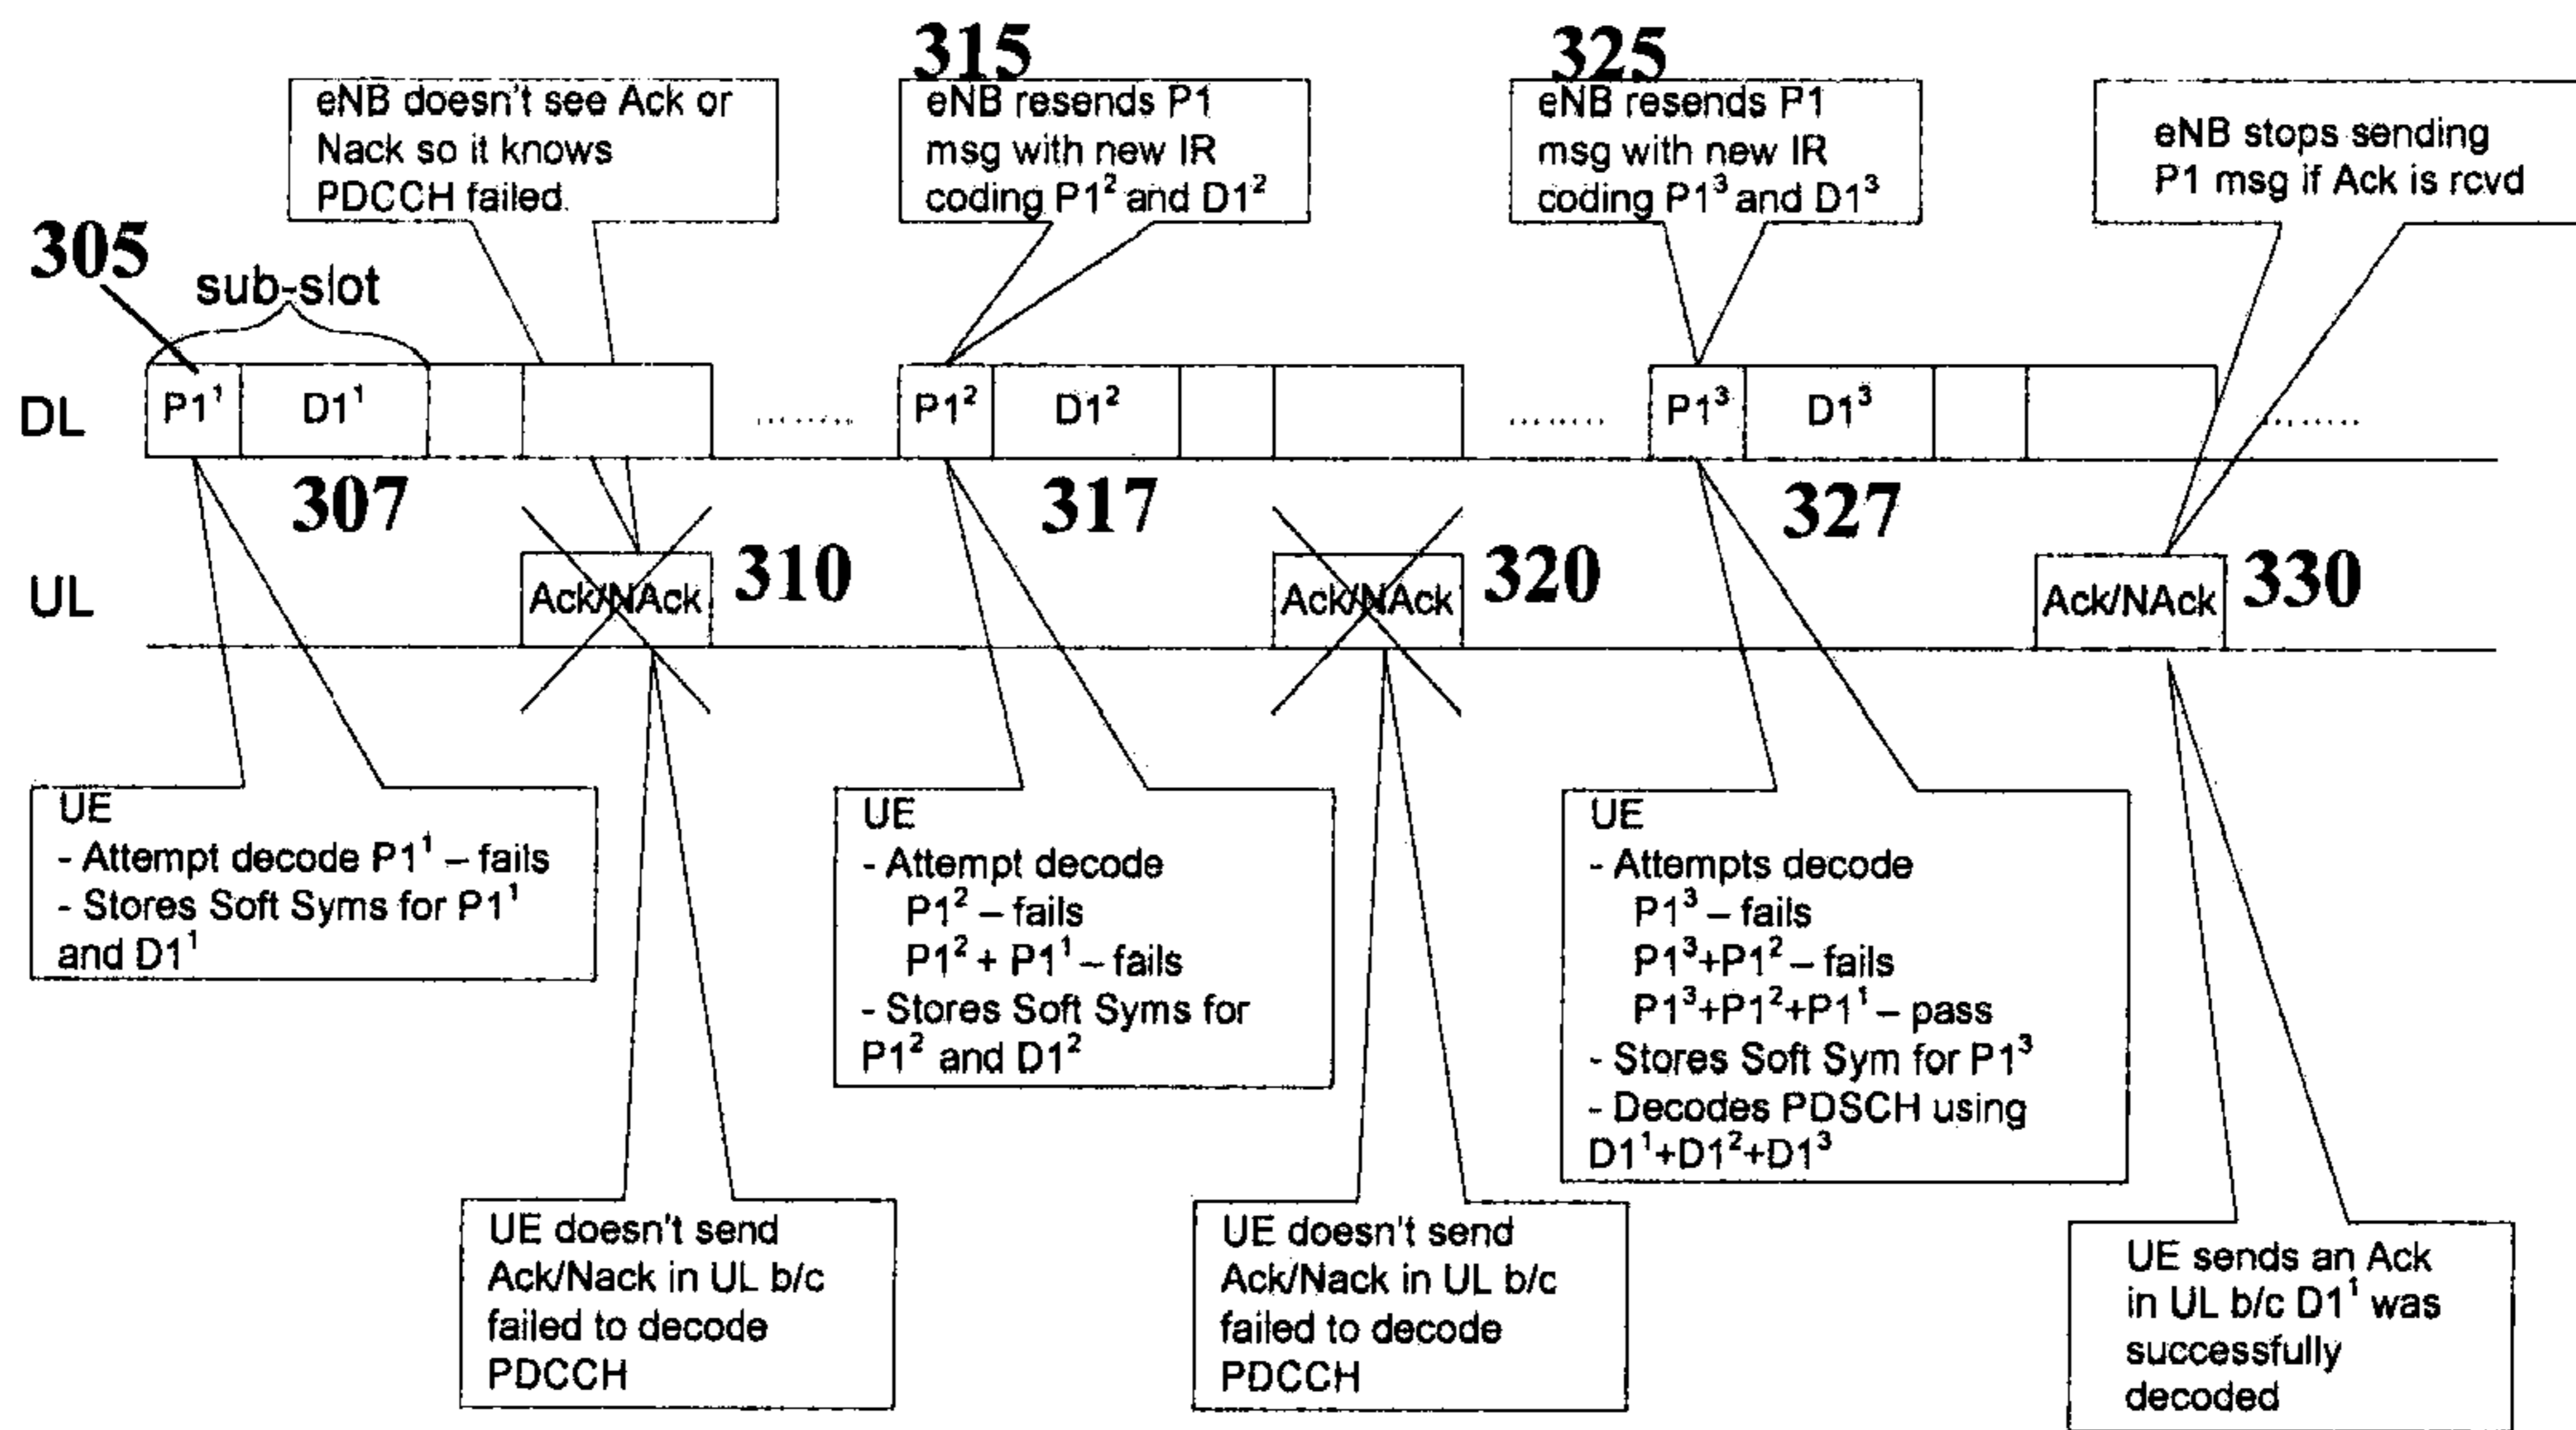 315
325
eNB doesn't see Ack or
Nack so it knows
PDCCH failed.
eNB resends P1
msg with new IR
coding P1² and D1²
eNB resends P1
msg with new IR
coding P1³ and D1³
eNB stops sending
P1 msg if Ack is rcvd
305
sub-slot
DL
P1¹
D1¹
........
P1²
D1²
........
P1³
D1³
........
307
317
327
UL
Ack/NAck
310
Ack/NAck
320
Ack/NAck
330
UE
- Attempt decode P1¹ – fails
- Stores Soft Syms for P1¹
and D1¹
UE
- Attempt decode
P1² – fails
P1² + P1¹ – fails
- Stores Soft Syms for
P1² and D1²
UE
- Attempts decode
P1³ – fails
P1³+P1² – fails
P1³+P1²+P1¹ – pass
- Stores Soft Sym for P1³
- Decodes PDSCH using
D1¹+D1²+D1³
UE doesn't send
Ack/Nack in UL b/c
failed to decode
PDCCH
UE doesn't send
Ack/Nack in UL b/c
failed to decode
PDCCH
UE sends an Ack
in UL b/c D1¹ was
successfully
decoded